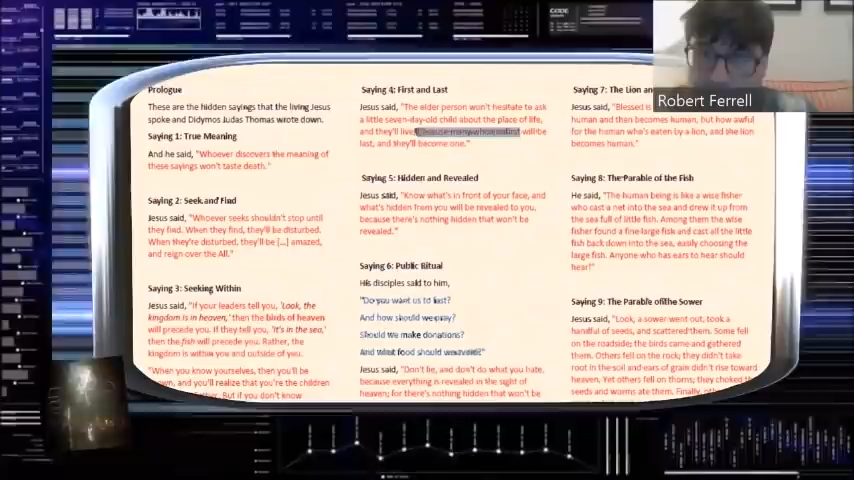 Prologue
These are the hidden sayings that the living Jesus
spoke and Didymos Judas Thomas wrote down.
Saying 1: True Meaning
And he said, "Whoever discovers the meaning of
these sayings won't taste death."
Saying 2: Seek and Find
Jesus said, "Whoever seeks shouldn't stop until
they find. When they find, they'll be disturbed.
When they're disturbed, they'll be [...] amazed,
and reign over the All."
Saying 3: Seeking Within
Jesus said, "If your leaders tell you, 'Look, the
kingdom is in heaven,' then the birds of heaven
will precede you. If they tell you, 'It's in the sea,'
then the fish will precede you. Rather, the
kingdom is within you and outside of you.
"When you know yourselves, then you'll be
and you'll realize that you're the children
But if you don't know
Saying 4: First and Last
Jesus said, "The elder person won't hesitate to ask
a little seven-day-old child about the place of life,
and they'll live, will be
last, and they'll become one."
Saying 5: Hidden and Revealed
Jesus said, "Know what's in front of your face, and
what's hidden from you will be revealed to you,
because there's nothing hidden that won't be
revealed."
Saying 6: Public Ritual
His disciples said to him,
"Do you want us to fast?
And how should we pray?
Should we make donations?
And what food should we avoid?"
Jesus said, "Don't lie, and don't do what you hate,
because everything is revealed in the sight of
heaven; for there's nothing hidden that won't be
Saying 7: The Lion and
Jesus said, "Blessed is
human and then becomes human, but how awful
for the human who's eaten by a lion, and the lion
becomes human."
Saying 8: The Parable of the Fish
He said, "The human being is like a wise fisher
who cast a net into the sea and drew it up from
the sea full of little fish. Among them the wise
fisher found a fine large fish and cast all the little
fish back down into the sea, easily choosing the
large fish. Anyone who has ears to hear should
hear!"
Saying 9: The Parable of the Sower
Jesus said, "Look, a sower went out, took a
handful of seeds, and scattered them. Some fell
on the roadside; the birds came and gathered
them. Others fell on the rock; they didn't take
root in the soil and ears of grain didn't rise toward
heaven. Yet others fell on thorns; they choked
seeds and worms ate them. Finally,
Robert Ferrell